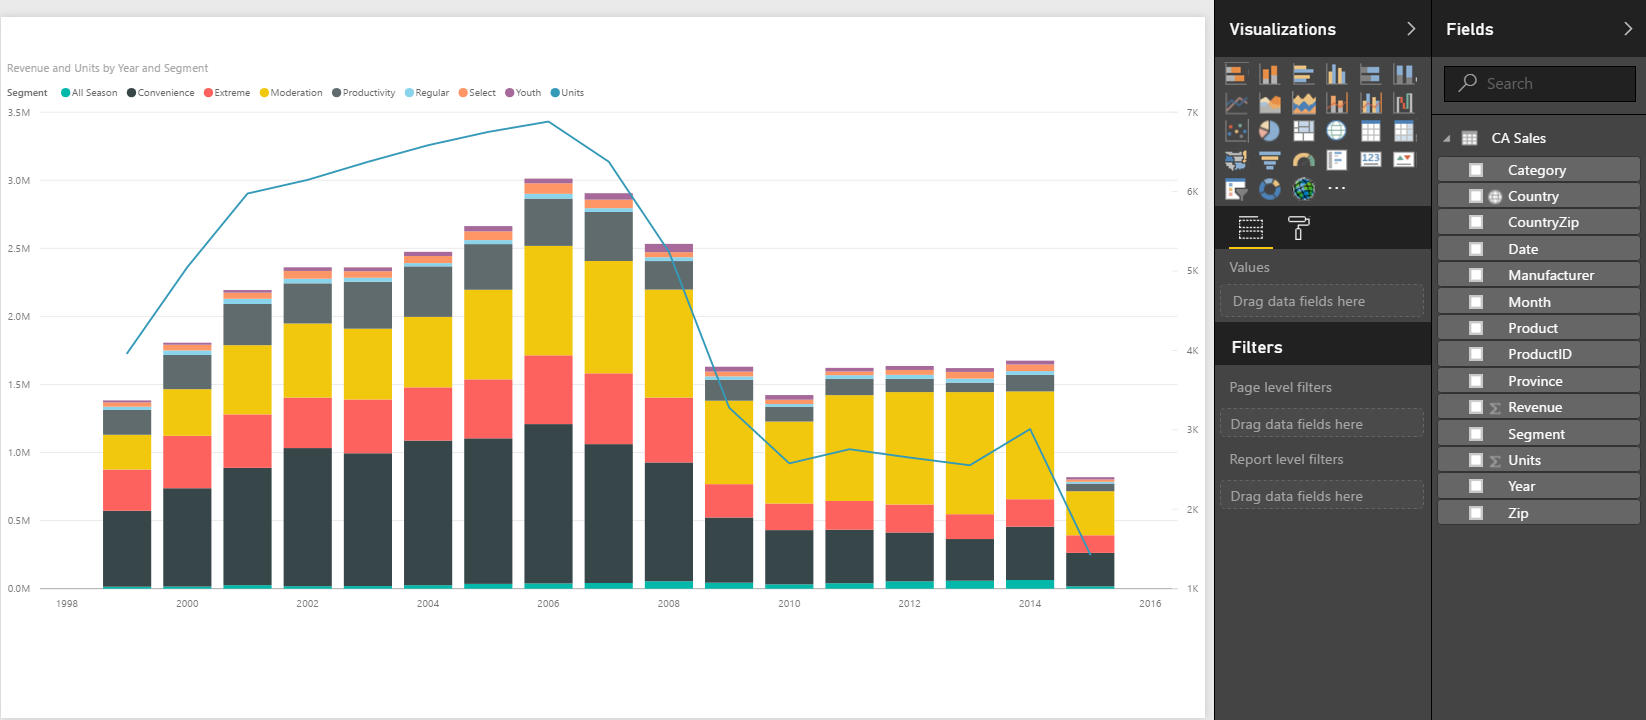 Revenue and Units by Year and Segment
Segment All Season Convenience Extreme Moderation Productivity Regular Select Youth Units
3.5M
3.0M
2.5M
2.0M
1.5M
1.0M
0.5M
0.0M
7K
6K
5K
4K
3K
2K
1K
1998 2000 2002 2004 2006 2008 2010 2012 2014 2016
Visualizations
123
Values
Drag data fields here
Filters
Page level filters
Drag data fields here
Report level filters
Drag data fields here
Fields
Search
CA Sales
Category
Country
CountryZip
Date
Manufacturer
Month
Product
ProductID
Province
Σ Revenue
Segment
Σ Units
Year
Zip